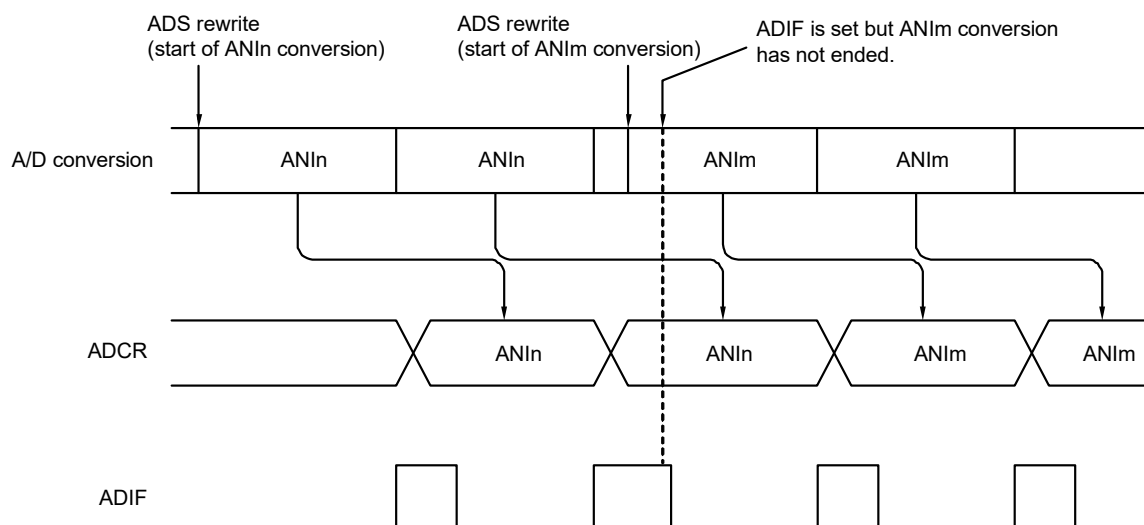 ADS rewrite
(start of ANIn conversion)
ADS rewrite
(start of ANIm conversion)
ADIF is set but ANIm conversion
has not ended.
A/D conversion
ANIn
ANIn
ANIm
ANIm
ADCR
ANIn
ANIn
ANIm
ANIm
ADIF